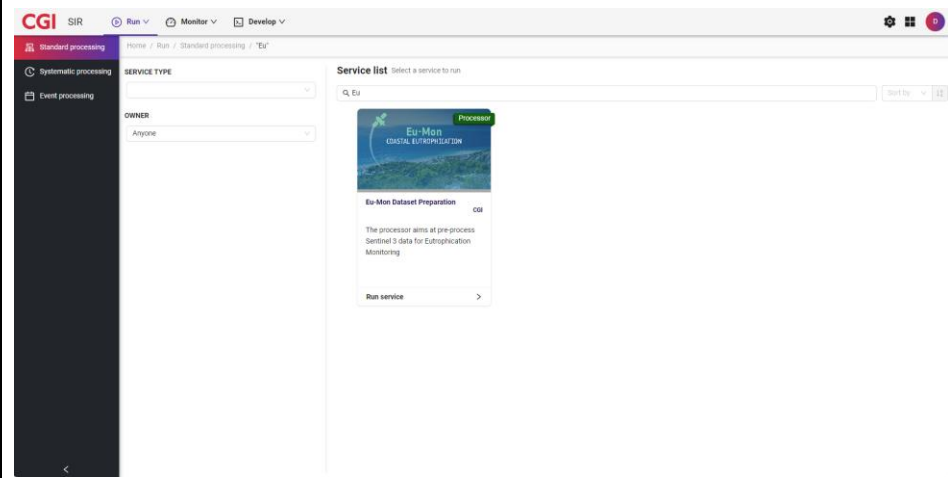 CGI SIR Run Monitor Develop D
Standard processing
Systematic processing
Event processing
Home / Run / Standard processing / "Eu"
SERVICE TYPE
OWNER
Anyone
Service list Select a service to run
Eu
Sort by
Processor
Eu-Mon
COASTAL EUTROPHICATION
Eu-Mon Dataset Preparation
CGI
The processor aims at pre-process
Sentinel 3 data for Eutrophication
Monitoring
Run service